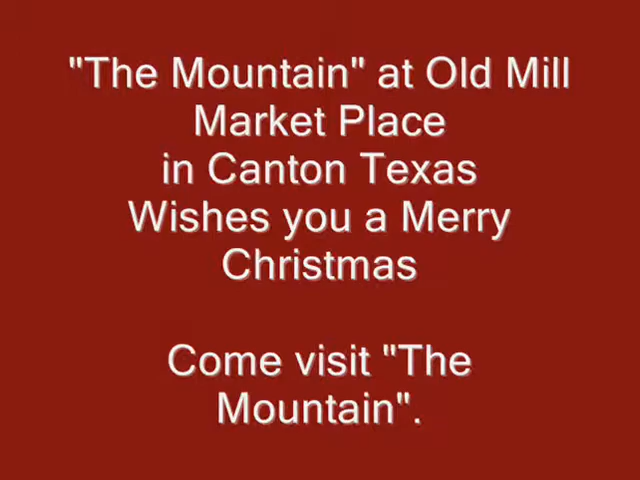 "The Mountain" at Old Mill
Market Place
in Canton Texas
Wishes you a Merry
Christmas
Come visit "The
Mountain".